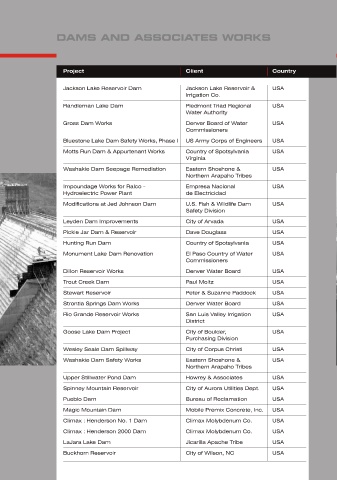 DAMS AND ASSOCIATES WORKS
Project Client Country
Jackson Lake Reservoir Dam Jackson Lake Reservoir & USA
Irrigation Co.
Randleman Lake Dam Piedmont Triad Regional USA
Water Authority
Gross Dam Works Denver Board of Water USA
Commissioners
Bluestone Lake Dam Safety Works, Phase I US Army Corps of Engineers USA
Motts Run Dam & Appurtenant Works Country of Spotsylvania USA
Virginia
Washakie Dam Seepage Remediation Eastern Shoshone & USA
Northern Arapaho Tribes
Impoundage Works for Ralco - Empresa Nacional USA
Hydroelectric Power Plant de Electricidad
Modifications at Jed Johnson Dam U.S. Fish & Wildlife Dam USA
Safety Division
Leyden Dam Improvements City of Arvada USA
Pickle Jar Dam & Reservoir Dave Douglass USA
Hunting Run Dam Country of Spotsylvania USA
Monument Lake Dam Renovation El Paso Country of Water USA
Commissioners
Dillon Reservoir Works Denver Water Board USA
Trout Creek Dam Paul Moltz USA
Stewart Reservoir Peter & Suzanne Paddock USA
Strontia Springs Dam Works Denver Water Board USA
Rio Grande Reservoir Works San Luis Valley Irrigation USA
District
Goose Lake Dam Project City of Boulder, USA
Purchasing Division
Wesley Seale Dam Spillway City of Corpus Christi USA
Washakie Dam Safety Works Eastern Shoshone & USA
Northern Arapaho Tribes
Upper Stillwater Pond Dam Howrey & Associates USA
Spinney Mountain Reservoir City of Aurora Utilities Dept. USA
Pueblo Dam Bureau of Reclamation USA
Magic Mountain Dam Mobile Premix Concrete, Inc. USA
Climax : Henderson No. 1 Dam Climax Molybdenum Co. USA
Climax : Henderson 2000 Dam Climax Molybdenum Co. USA
LaJara Lake Dam Jicarilla Apache Tribe USA
Buckhorn Reservoir City of Wilson, NC USA